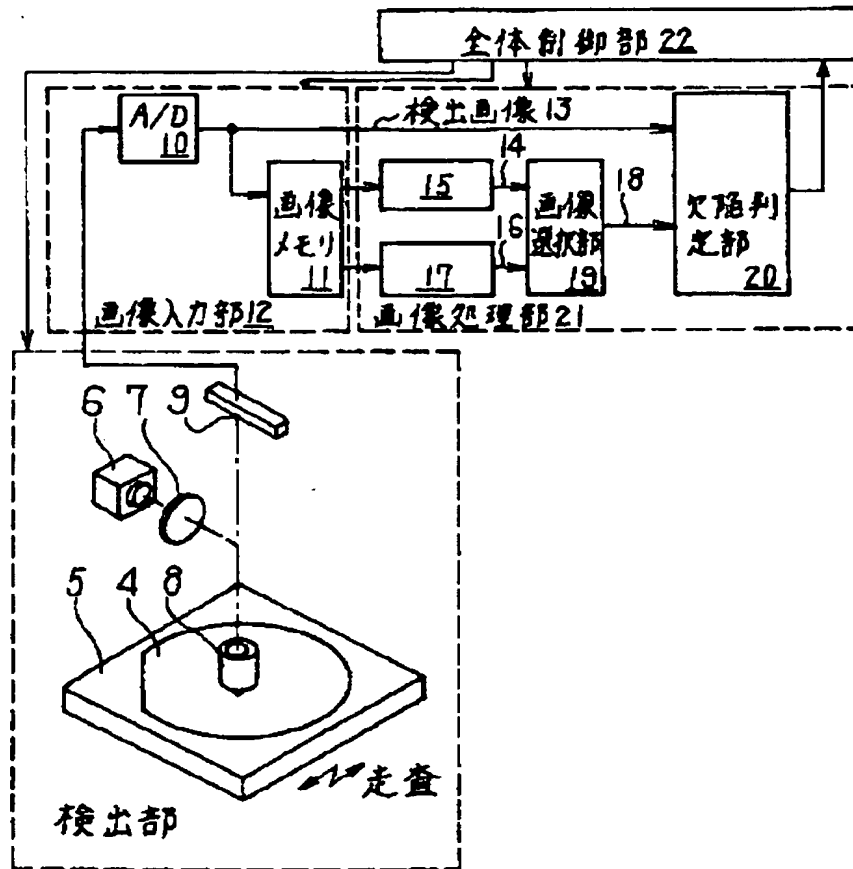 全体制御部22
A/D
10
検出画像13
14
15
画像
メモリ
11
画像
選択部
19
18
欠陥判
定部
20
16
17
画像入力部12
画像処理部21
6
7
9
5
4
8
走査
検出部